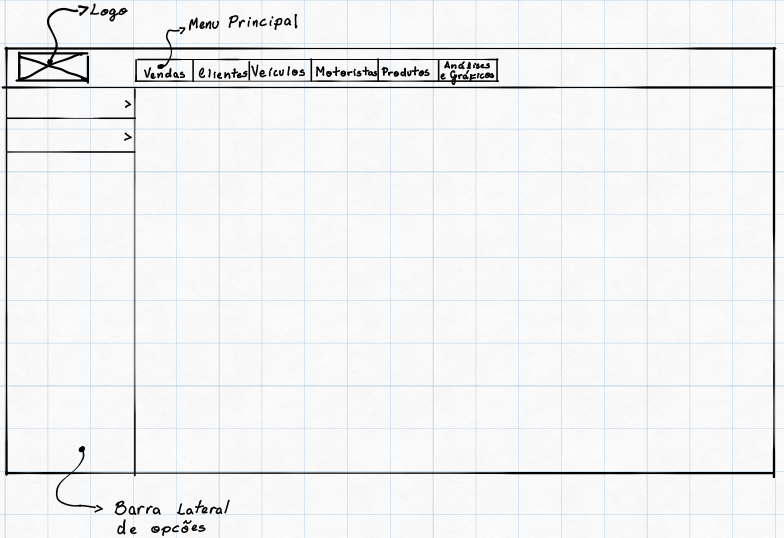 Logo
Menu Principal
Vendas
Clientes
Veículos
Motoristas
Produtos
Análises
e Gráficos
>
>
Barra Lateral
de opções